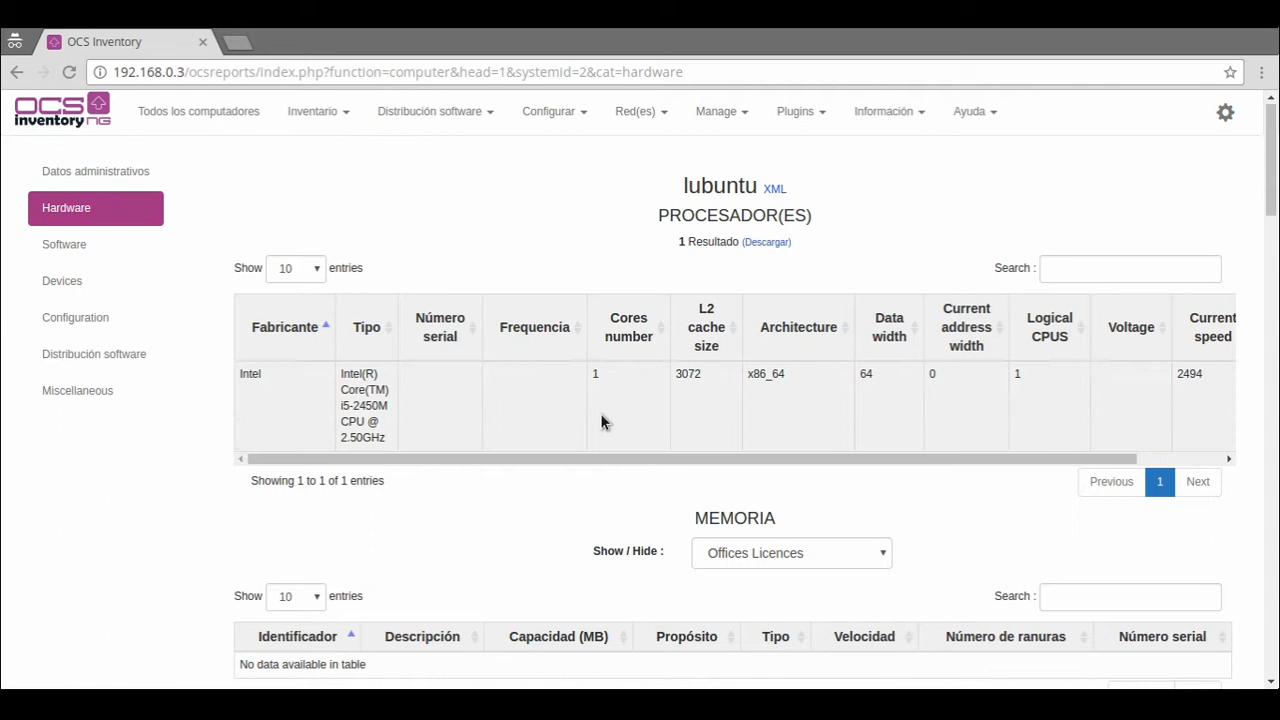 OCS Inventory
192.168.0.3/ocsreports/index.php?function=computer&head=1&systemid=2&cat=hardware
OCS
inventory NG
Todos los computadores Inventario Distribución software Configurar Red(es) Manage Plugins Información Ayuda
Datos administrativos
Hardware
Software
Devices
Configuration
Distribución software
Miscellaneous
lubuntu XML
PROCESADOR(ES)
1 Resultado (Descargar)
Show 10 entries Search :
Fabricante Tipo Número serial Frequencia Cores number L2 cache size Architecture Data width Current address width Logical CPUS Voltage Current speed
Intel Intel(R) Core(TM) i5-2450M CPU @ 2.50GHz 1 3072 x86_64 64 0 1 2494
Showing 1 to 1 of 1 entries Previous 1 Next
MEMORIA
Show / Hide : Offices Licences
Show 10 entries Search :
Identificador Descripción Capacidad (MB) Propósito Tipo Velocidad Número de ranuras Número serial
No data available in table